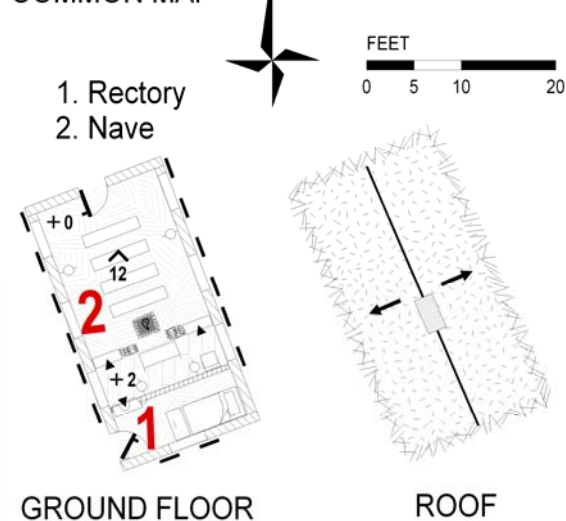 COMMON MAP
FEET
0 5 10 20
1. Rectory
2. Nave
+0
12
2
+2
1
GROUND FLOOR
ROOF